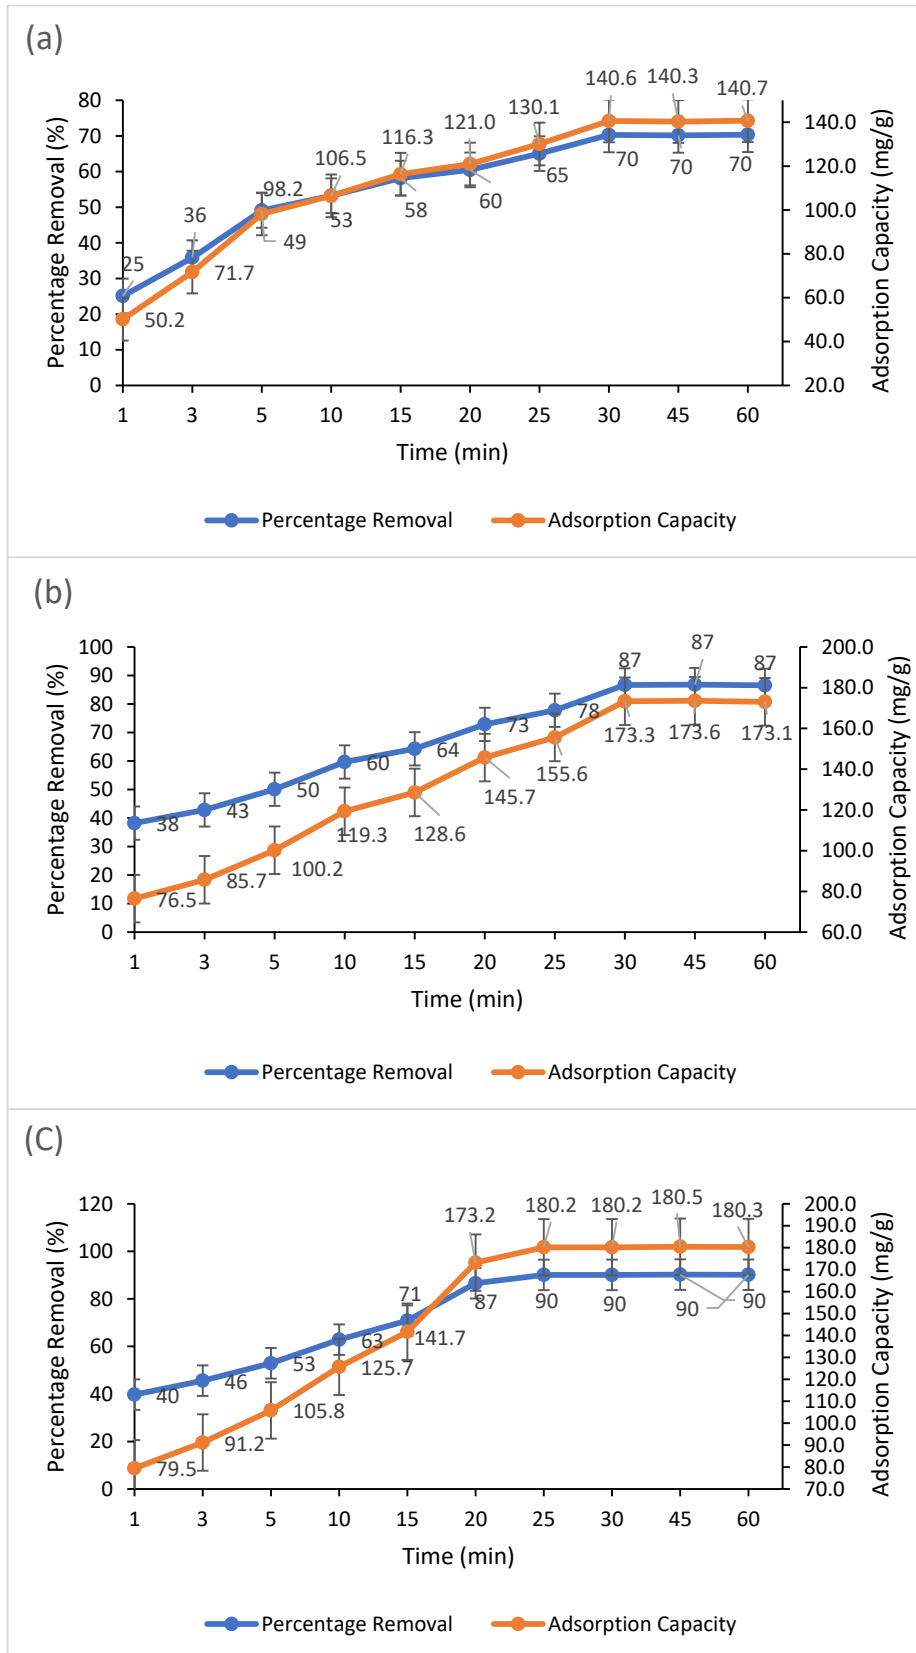 (a)
140.6 140.3 140.7
80 130.1 140.0
70 116.3 121.0
106.5 120.0
60 98.2 65 70 70 70
50 36 53 58 60 100.0
40 49 80.0
30 25 71.7
20 50.2 60.0
10 40.0
0 20.0
Percentage Removal (%)
Adsorption Capacity (mg/g)
1 3 5 10 15 20 25 30 45 60
Time (min)
Percentage Removal Adsorption Capacity
(b)
100 87 87 87 200.0
90 180.0
80 73 78 173.3 173.6 173.1
70 60 64 160.0
60 50 145.7 155.6 140.0
50 43 119.3 128.6
40 38 120.0
30 100.2 100.0
20 76.5 85.7 80.0
10
0 60.0
Percentage Removal (%)
Adsorption Capacity (mg/g)
1 3 5 10 15 20 25 30 45 60
Time (min)
Percentage Removal Adsorption Capacity
(C)
120 173.2 180.2 180.2 180.5 180.3 200.0
190.0
100 180.0
170.0
80 71 87 90 90 90 90 160.0
150.0
60 53 63 141.7 140.0
125.7 130.0
40 40 46 120.0
105.8 110.0
20 91.2 100.0
90.0
79.5 80.0
0 70.0
Percentage Removal (%)
Adsorption Capacity (mg/g)
1 3 5 10 15 20 25 30 45 60
Time (min)
Percentage Removal Adsorption Capacity